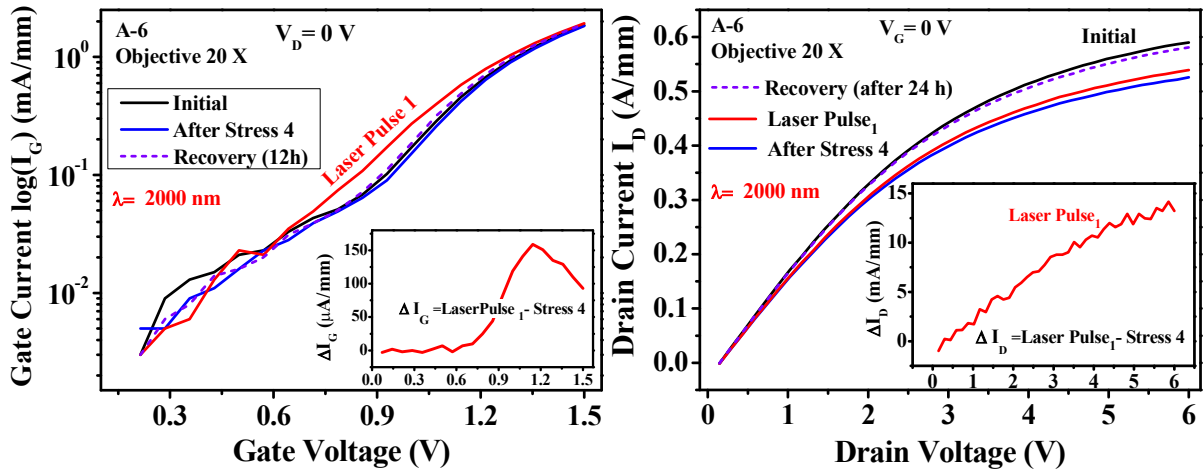 A-6
V_D= 0 V
Objective 20 X
Initial
After Stress 4
Recovery (12h)
Laser Pulse 1
λ= 2000 nm
Gate Current log(I_G) (mA/mm)
10^0
10^-1
10^-2
0.3 0.6 0.9 1.2 1.5
Gate Voltage (V)
ΔI_G (μA/mm)
150
100
50
0
Δ I_G =LaserPulse_1- Stress 4
0.0 0.3 0.6 0.9 1.2 1.5
A-6
V_G= 0 V
Objective 20 X
Initial
Recovery (after 24 h)
Laser Pulse_1
After Stress 4
λ= 2000 nm
Drain Current I_D (A/mm)
0.6
0.5
0.4
0.3
0.2
0.1
0.0
0 1 2 3 4 5 6
Drain Voltage (V)
ΔI_D (mA/mm)
15
10
5
0
Laser Pulse_1
Δ I_D =Laser Pulse_1- Stress 4
0 1 2 3 4 5 6